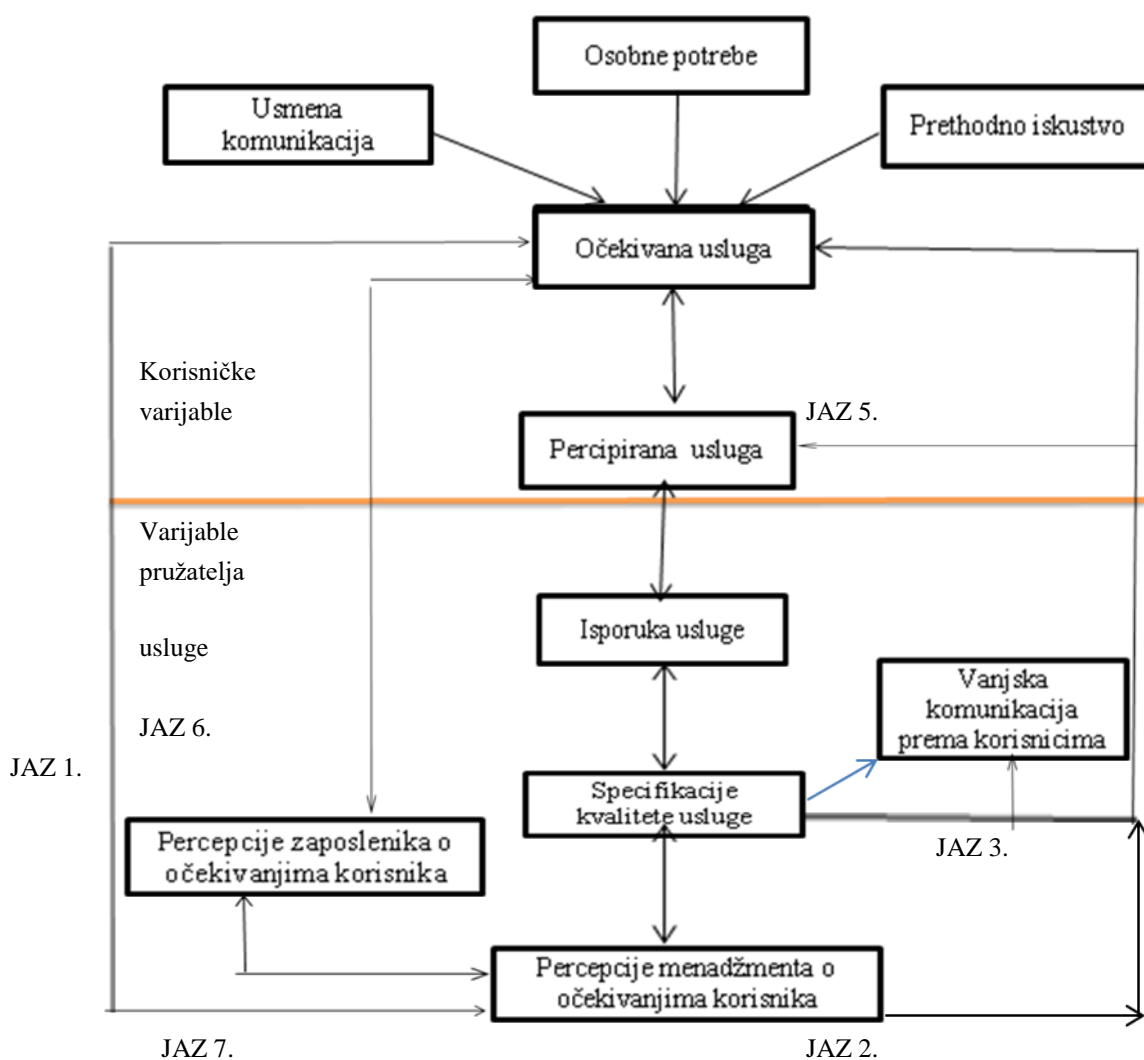 Osobne potrebe
Usmena
komunikacija
Prethodno iskustvo
Očekivana usluga
Korisničke
varijable
JAZ 5.
Percipirana usluga
Varijable
pružatelja
usluge
Isporuka usluge
Vanjska
komunikacija
prema korisnicima
JAZ 6.
JAZ 1.
Specifikacije
kvalitete usluge
Percepcije zaposlenika o
očekivanjima korisnika
JAZ 3.
Percepcije menadžmenta o
očekivanjima korisnika
JAZ 7.
JAZ 2.